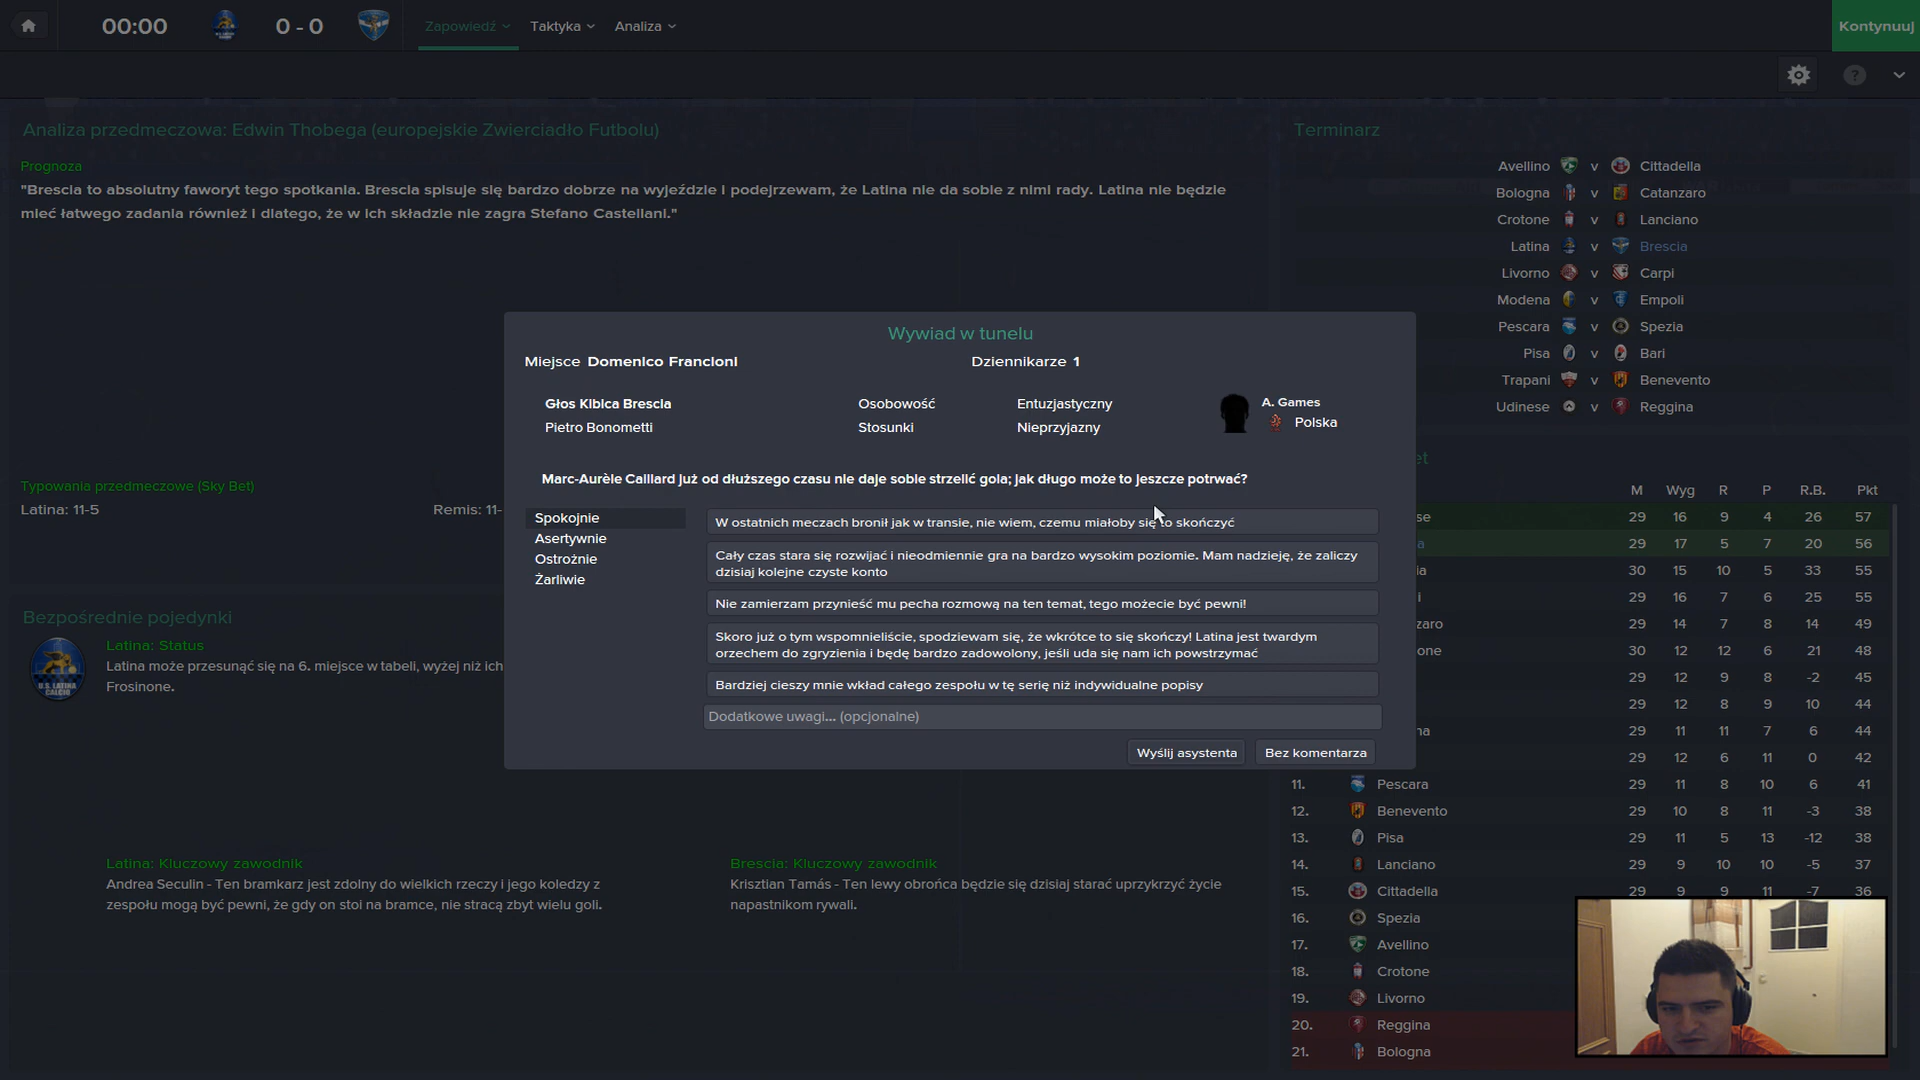 00:00
0 - 0
Zapowiedź
Taktyka
Analiza
Kontynuuj
?
Analiza przedmeczowa: Edwin Thobega (europejskie Zwierciadło Futbolu)
Prognoza
"Brescia to absolutny faworyt tego spotkania. Brescia spisuje się bardzo dobrze na wyjeździe i podejrzewam, że Latina nie da sobie z nimi rady. Latina nie będzie
mieć łatwego zadania również i dlatego, że w ich składzie nie zagra Stefano Castellani."
Typowania przedmeczowe (Sky Bet)
Latina: 11-5
Remis: 11-
Bezpośrednie pojedynki
Latina: Status
Latina może przesunąć się na 6. miejsce w tabeli, wyżej niż ich
Frosinone.
U.S. LATINA
CALCIO
Latina: Kluczowy zawodnik
Andrea Seculin - Ten bramkarz jest zdolny do wielkich rzeczy i jego koledzy z
zespołu mogą być pewni, że gdy on stoi na bramce, nie stracą zbyt wielu goli.
Brescia: Kluczowy zawodnik
Krisztian Tamás - Ten lewy obrońca będzie się dzisiaj starać uprzykrzyć życie
napastnikom rywali.
Wywiad w tunelu
Miejsce Domenico Francioni
Dziennikarze 1
Głos Kibica Brescia
Osobowość
Entuzjastyczny
A. Games
Pietro Bonometti
Stosunki
Nieprzyjazny
Polska
Marc-Aurèle Caillard już od dłuższego czasu nie daje sobie strzelić gola; jak długo może to jeszcze potrwać?
Spokojnie
Asertywnie
Ostrożnie
Żarliwie
W ostatnich meczach bronił jak w transie, nie wiem, czemu miałoby się to skończyć
Cały czas stara się rozwijać i nieodmiennie gra na bardzo wysokim poziomie. Mam nadzieję, że zaliczy
dzisiaj kolejne czyste konto
Nie zamierzam przynieść mu pecha rozmową na ten temat, tego możecie być pewni!
Skoro już o tym wspomnieliście, spodziewam się, że wkrótce to się skończy! Latina jest twardym
orzechem do zgryzienia i będę bardzo zadowolony, jeśli uda się nam ich powstrzymać
Bardziej cieszy mnie wkład całego zespołu w tę serię niż indywidualne popisy
Dodatkowe uwagi... (opcjonalne)
Wyślij asystenta
Bez komentarza
Terminarz
Avellino v Cittadella
Bologna v Catanzaro
Crotone v Lanciano
Latina v Brescia
Livorno v Carpi
Modena v Empoli
Pescara v Spezia
Pisa v Bari
Trapani v Benevento
Udinese v Reggina
et
M Wyg R P R.B. Pkt
se 29 16 9 4 26 57
a 29 17 5 7 20 56
ia 30 15 10 5 33 55
i 29 16 7 6 25 55
zaro 29 14 7 8 14 49
one 30 12 12 6 21 48
29 12 9 8 -2 45
29 12 8 9 10 44
na 29 11 11 7 6 44
29 12 6 11 0 42
11. Pescara 29 11 8 10 6 41
12. Benevento 29 10 8 11 -3 38
13. Pisa 29 11 5 13 -12 38
14. Lanciano 29 9 10 10 -5 37
15. Cittadella 29 9 9 11 -7 36
16. Spezia
17. Avellino
18. Crotone
19. Livorno
20. Reggina
21. Bologna